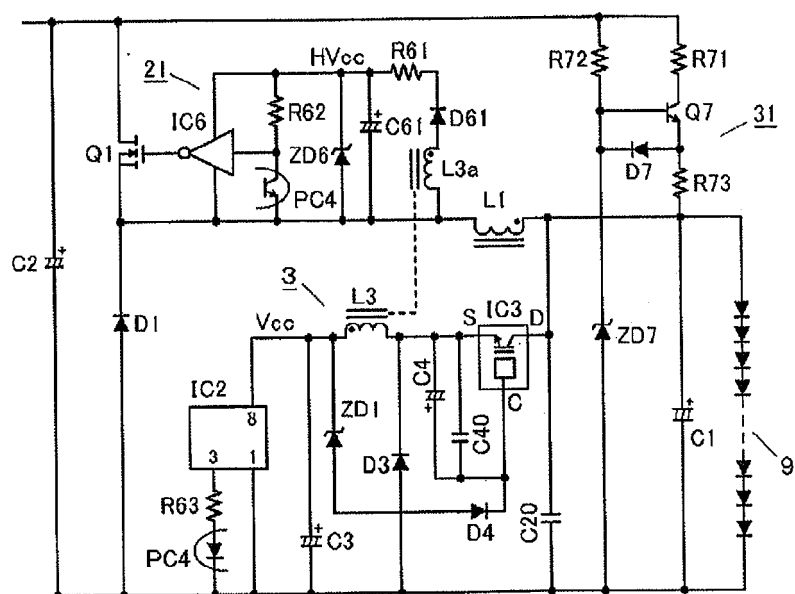 R61
HVcc
21
R72
R71
IC6
R62
C61
D61
Q7
31
Q1
ZD6
L3a
D7
PC4
L1
R73
C2
3
L3
IC3
D1
Vcc
S
D
ZD7
C4
C
IC2
8
ZD1
C40
C1
9
3
1
D3
R63
C20
D4
PC4
C3
+
+
+
+
+